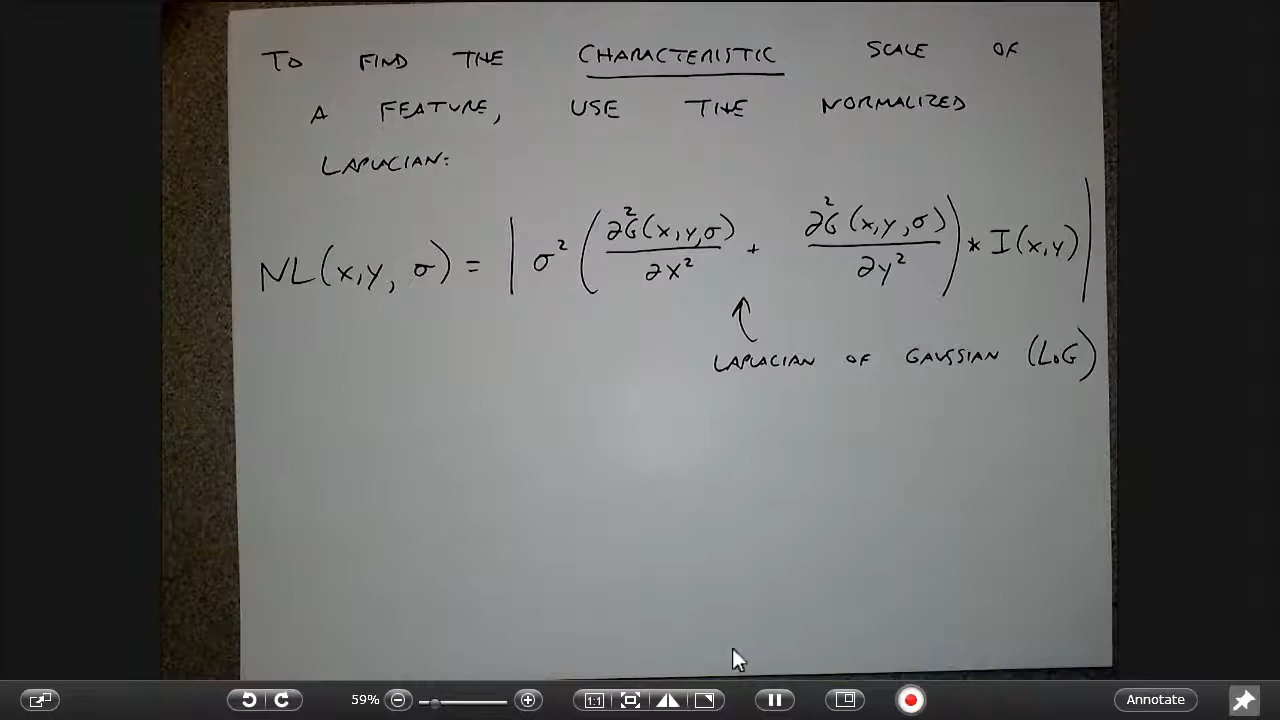 TO FIND THE CHARACTERISTIC SCALE OF
A FEATURE, USE THE NORMALIZED
LAPLACIAN:
NL(x,y, σ) = | σ² ( ∂²G(x,y,σ)/∂x² + ∂²G(x,y,σ)/∂y² ) * I(x,y) |
LAPLACIAN OF GAUSSIAN (LoG)
59% 1:1 Annotate